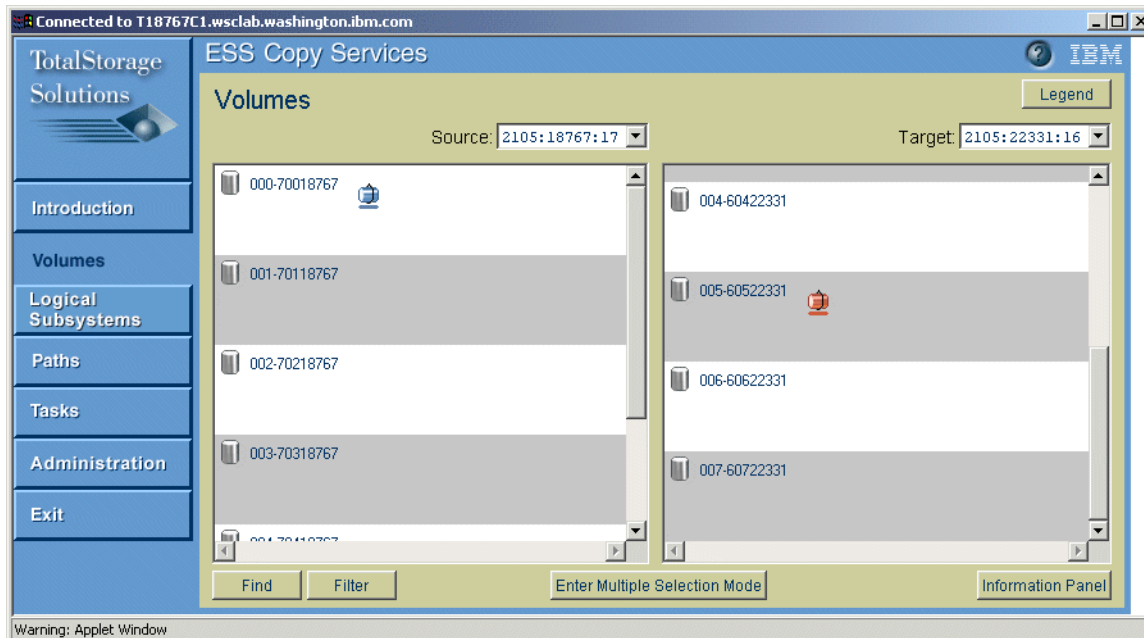 Connected to T18767C1.wsclab.washington.ibm.com
TotalStorage
Solutions
ESS Copy Services
? IBM
Volumes
Legend
Source: 2105:18767:17
Target: 2105:22331:16
Introduction
Volumes
Logical
Subsystems
Paths
Tasks
Administration
Exit
000-70018767
001-70118767
002-70218767
003-70318767
004-60422331
005-60522331
006-60622331
007-60722331
Find
Filter
Enter Multiple Selection Mode
Information Panel
Warning: Applet Window